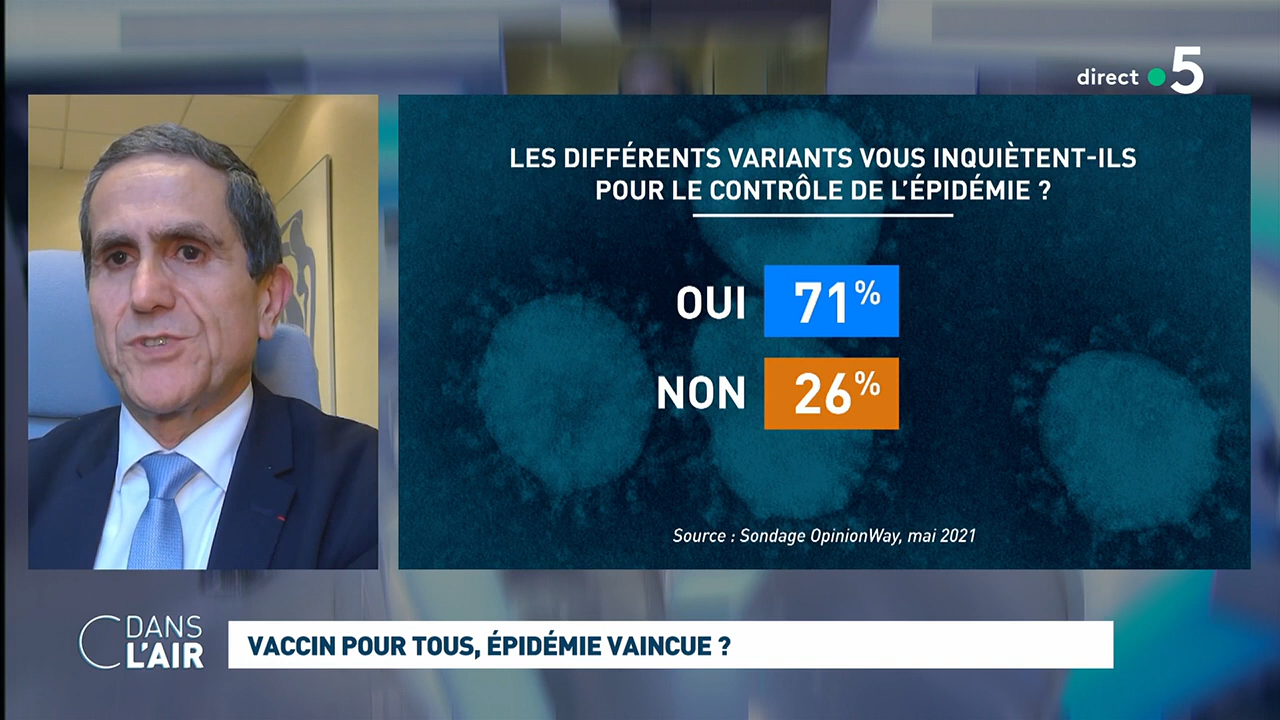 direct 5
LES DIFFÉRENTS VARIANTS VOUS INQUIÈTENT-ILS
POUR LE CONTRÔLE DE L'ÉPIDÉMIE ?
OUI 71%
NON 26%
Source : Sondage OpinionWay, mai 2021
C DANS
L'AIR
VACCIN POUR TOUS, ÉPIDÉMIE VAINCUE ?